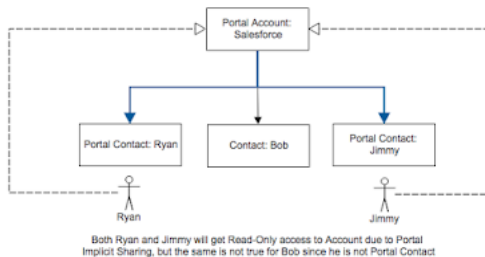 Portal Account:
Salesforce
Portal Contact: Ryan
Contact: Bob
Portal Contact:
Jimmy
Ryan
Jimmy
Both Ryan and Jimmy will get Read-Only access to Account due to Portal
Implicit Sharing, but the same is not true for Bob since he is not Portal Contact